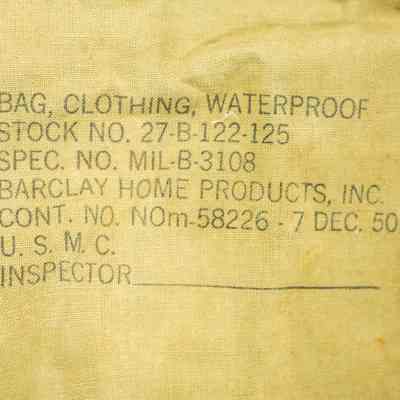 BAG, CLOTHING, WATERPROOF
STOCK NO. 27-B-122-125
SPEC. NO. MIL-B-3108
BARCLAY HOME PRODUCTS, INC.
CONT. NO. NOm-58226 - 7 DEC. 50
U. S. M. C.
INSPECTOR